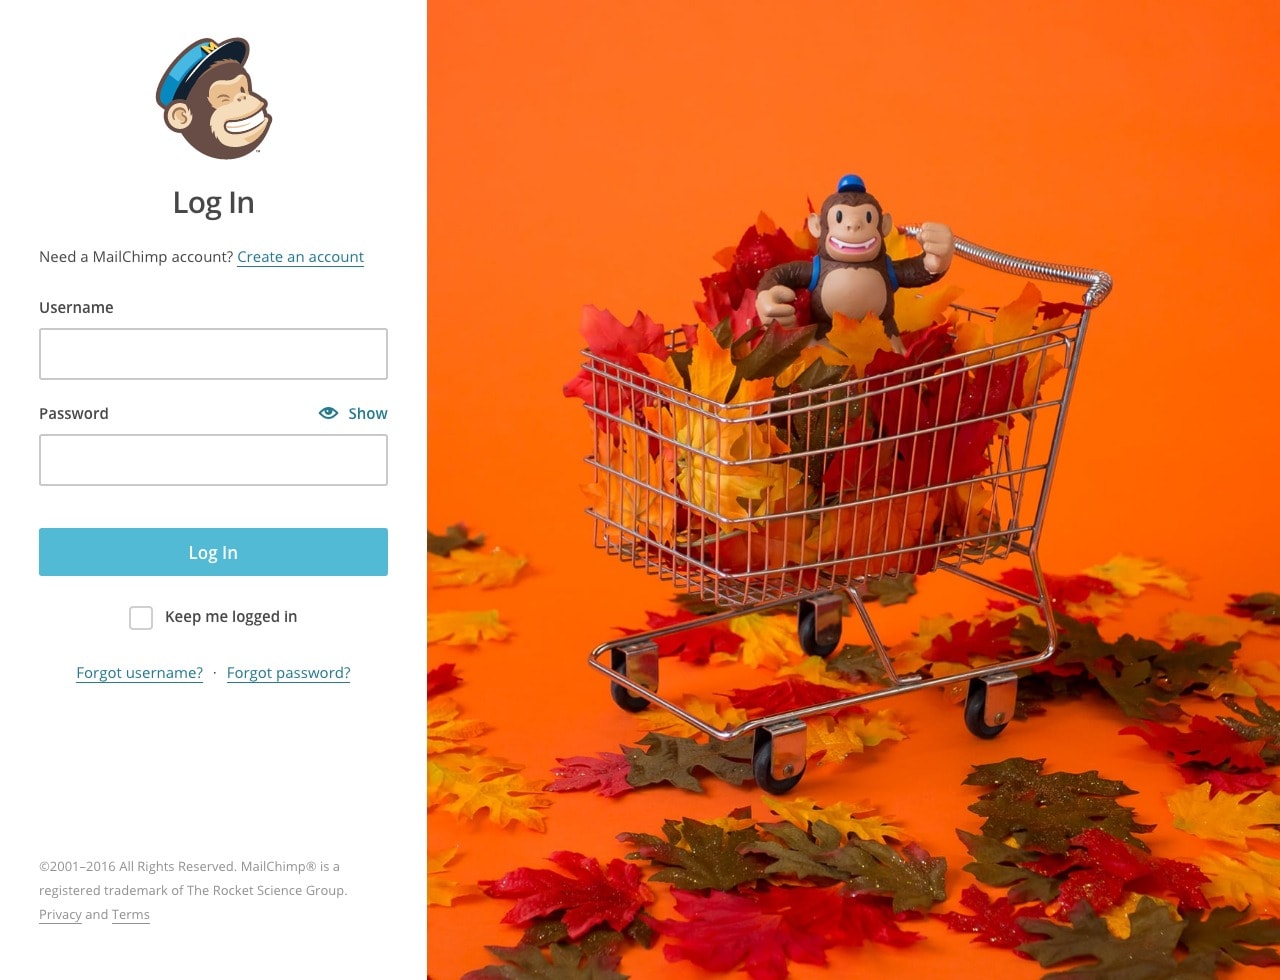 Log In
Need a MailChimp account? Create an account
Username
Password
Show
Log In
Keep me logged in
Forgot username? · Forgot password?
©2001–2016 All Rights Reserved. MailChimp® is a
registered trademark of The Rocket Science Group.
Privacy and Terms